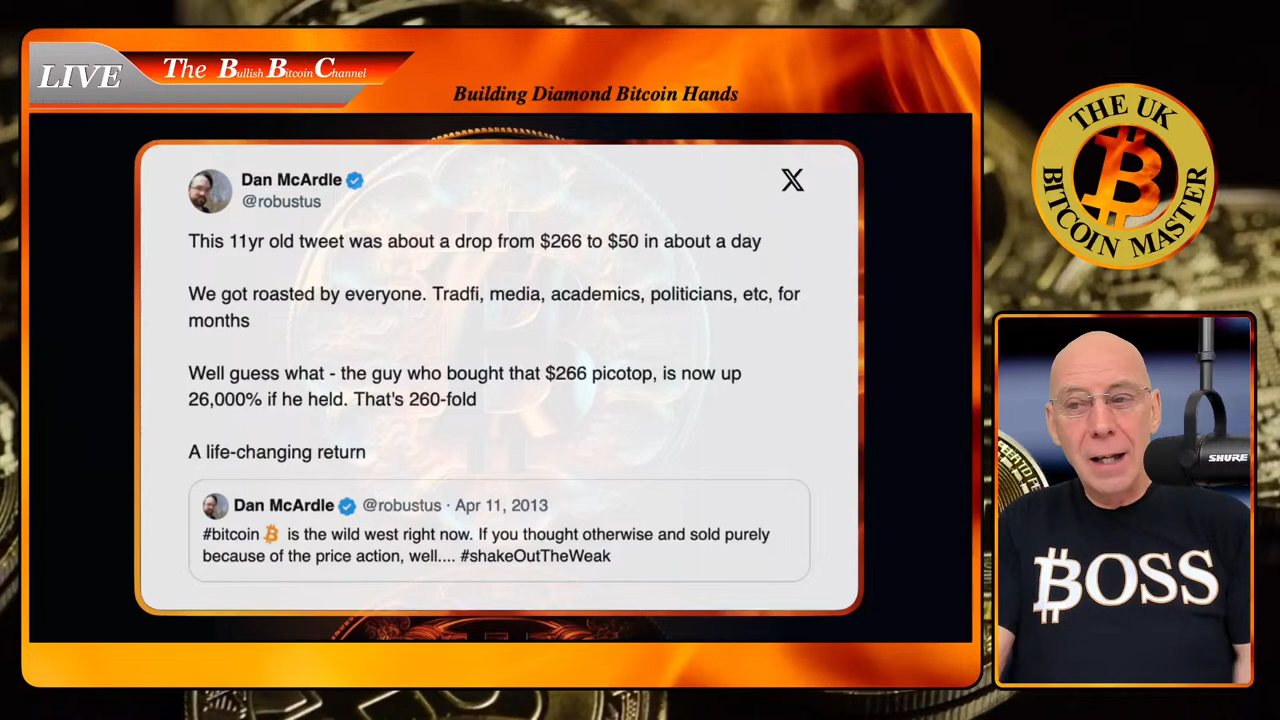 LIVE
The Bullish Bitcoin Channel
Building Diamond Bitcoin Hands
THE UK
BITCOIN MASTER
Dan McArdle
@robustus
This 11yr old tweet was about a drop from $266 to $50 in about a day
We got roasted by everyone. Tradfi, media, academics, politicians, etc, for
months
Well guess what - the guy who bought that $266 picotop, is now up
26,000% if he held. That's 260-fold
A life-changing return
Dan McArdle @robustus · Apr 11, 2013
#bitcoin is the wild west right now. If you thought otherwise and sold purely
because of the price action, well.... #shakeOutTheWeak
SHURE
₿OSS